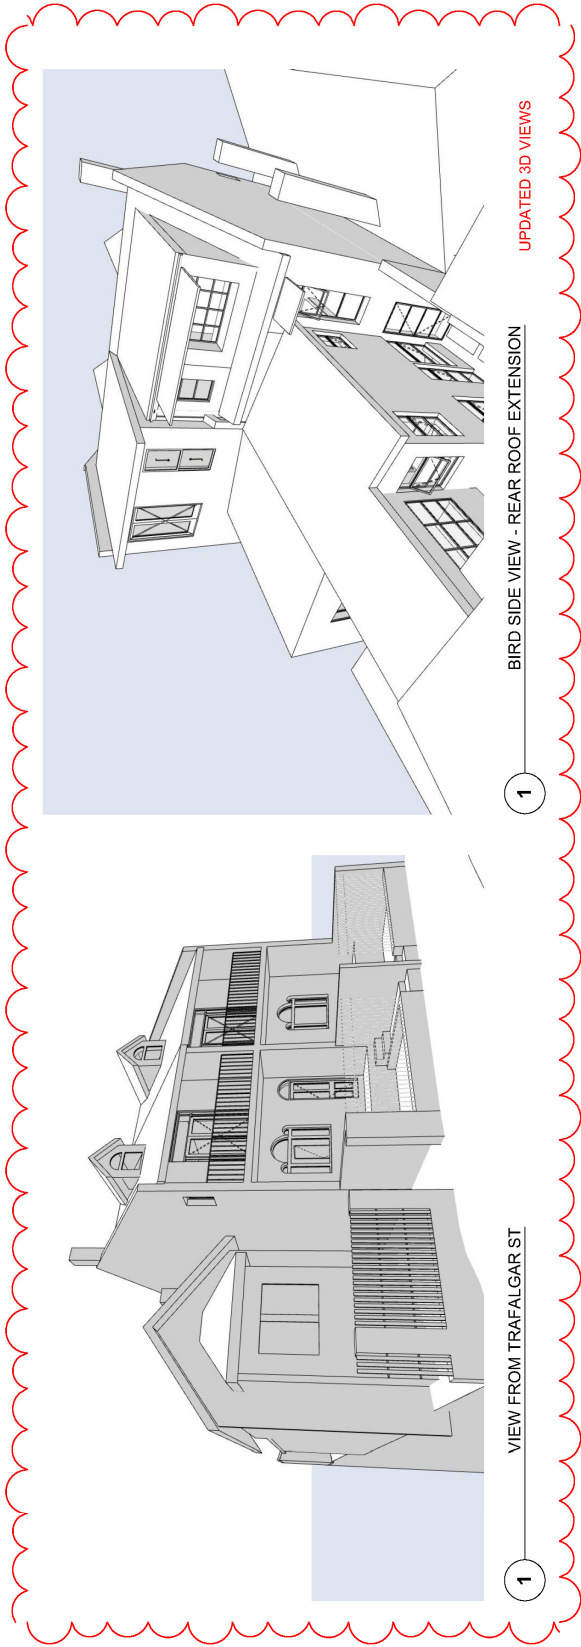 1
VIEW FROM TRAFALGAR ST
1
BIRD SIDE VIEW - REAR ROOF EXTENSION
UPDATED 3D VIEWS